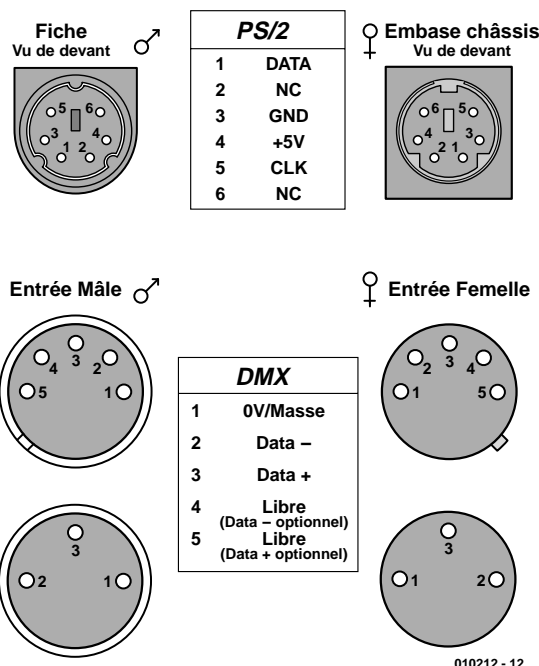 Fiche
Vu de devant
5 6
3 4
1 2
PS/2
1 DATA
2 NC
3 GND
4 +5V
5 CLK
6 NC
Embase châssis
Vu de devant
6 5
4 3
2 1
Entrée Mâle
4 3 2
5 1
3
2 1
DMX
1 0V/Masse
2 Data –
3 Data +
4 Libre
(Data – optionnel)
5 Libre
(Data + optionnel)
Entrée Femelle
2 3 4
1 5
3
1 2
010212 - 12